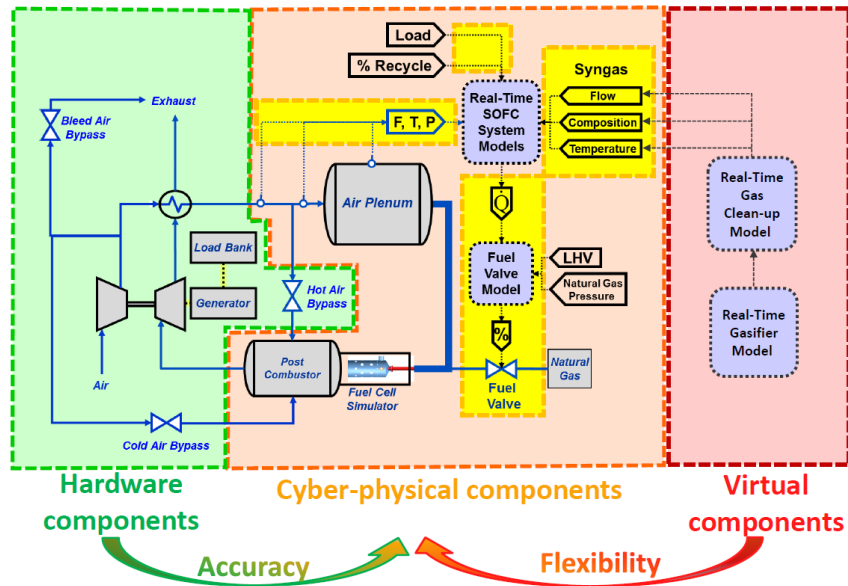 Load
% Recycle
Syngas
Flow
Composition
Temperature
Exhaust
Bleed Air
Bypass
F, T, P
Real-Time
SOFC
System
Models
Air Plenum
Real-Time
Gas
Clean-up
Model
Q̇
Load Bank
Generator
Hot Air
Bypass
Fuel
Valve
Model
LHV
Natural Gas
Pressure
Real-Time
Gasifier
Model
%
Post
Combustor
Fuel Cell
Simulator
Natural
Gas
Fuel
Valve
Air
Cold Air Bypass
Hardware
components
Cyber-physical components
Virtual
components
Accuracy
Flexibility